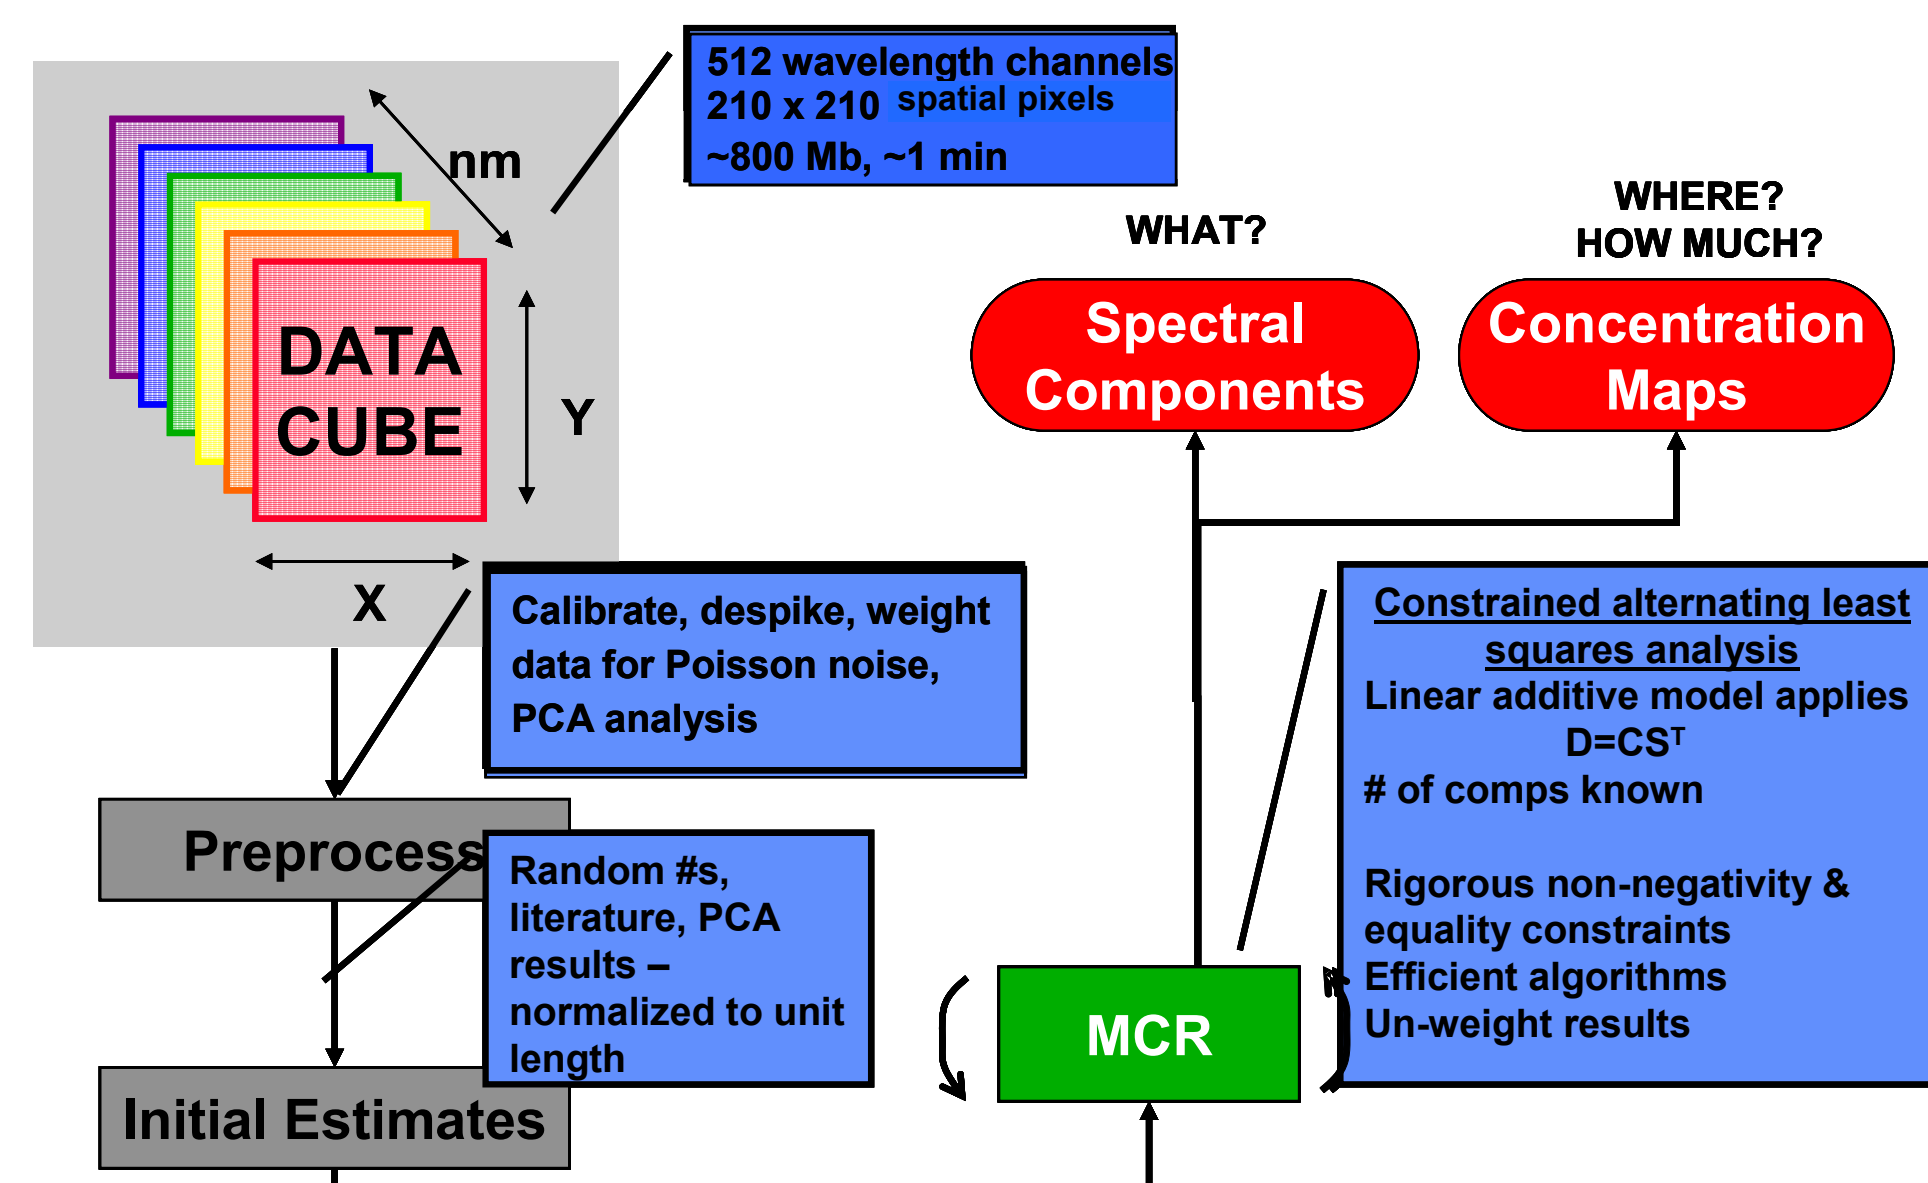 512 wavelength channels
210 x 210 spatial pixels
~800 Mb, ~1 min
nm
DATA
CUBE
Y
X
WHAT?
WHERE?
HOW MUCH?
Spectral
Components
Concentration
Maps
Calibrate, despike, weight
data for Poisson noise,
PCA analysis
Preprocess
Random #s,
literature, PCA
results –
normalized to unit
length
Initial Estimates
MCR
Constrained alternating least
squares analysis
Linear additive model applies
D=CSᵀ
# of comps known
Rigorous non-negativity &
equality constraints
Efficient algorithms
Un-weight results